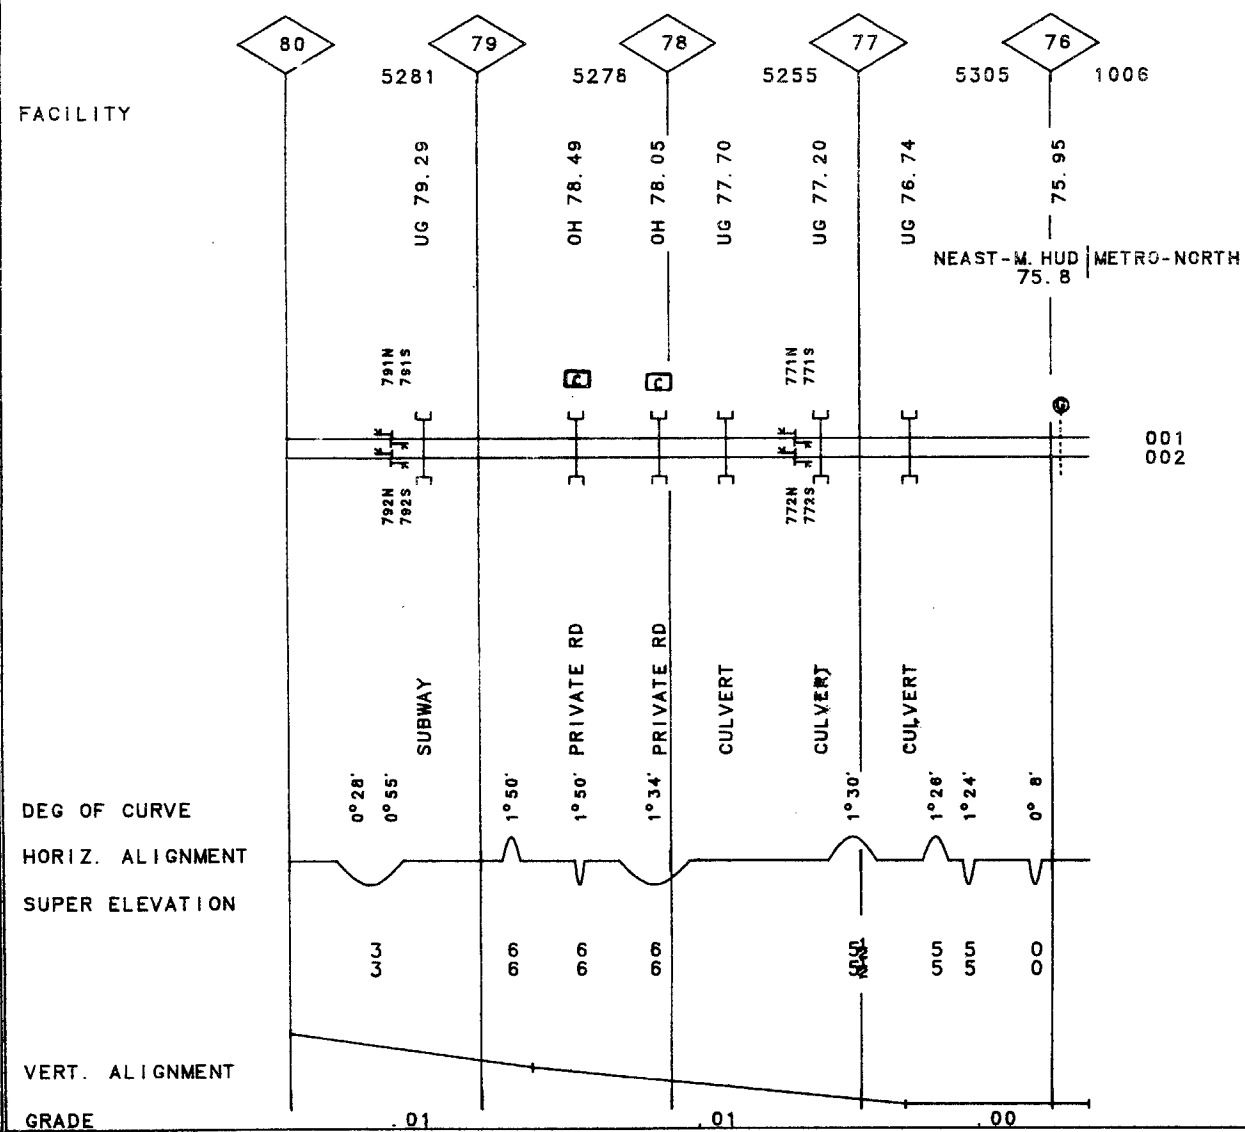 80 79 78 77 76
5281 5278 5255 5305 1006
FACILITY
UG 79.29
OH 78.49
OH 78.05
UG 77.70
UG 77.20
UG 76.74
75.95
NEAST-M. HUD METRO-NORTH
75.8
791N
791S
771N
771S
001
002
792N
792S
772N
772S
SUBWAY
PRIVATE RD
PRIVATE RD
CULVERT
CULVERT
CULVERT
DEG OF CURVE
0°28'
0°55'
1°50'
1°50'
1°34'
1°30'
1°26'
1°24'
0° 8'
HORIZ. ALIGNMENT
SUPER ELEVATION
3 6 6 6 5 5 0
3 6 6 6 5 5 0
VERT. ALIGNMENT
GRADE .01 .01 .00